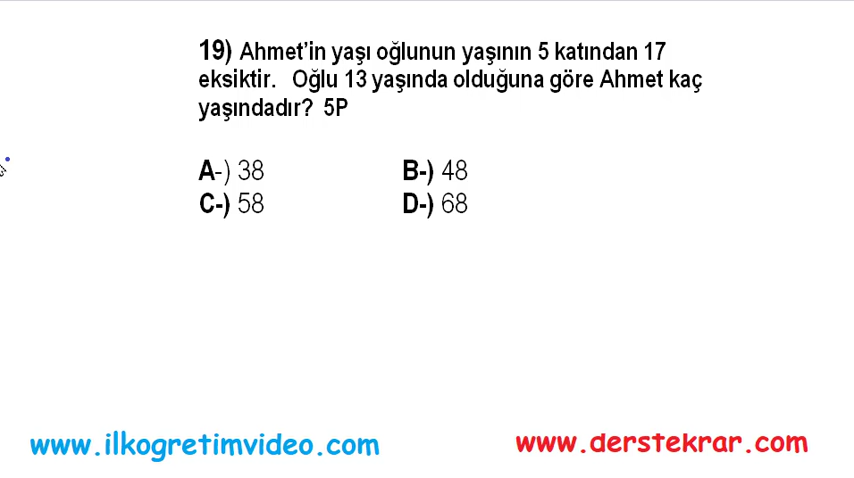 19) Ahmet'in yaşı oğlunun yaşının 5 katından 17
eksiktir. Oğlu 13 yaşında olduğuna göre Ahmet kaç
yaşındadır? 5P
A-) 38 B-) 48
C-) 58 D-) 68
www.ilkogretimvideo.com www.derstekrar.com